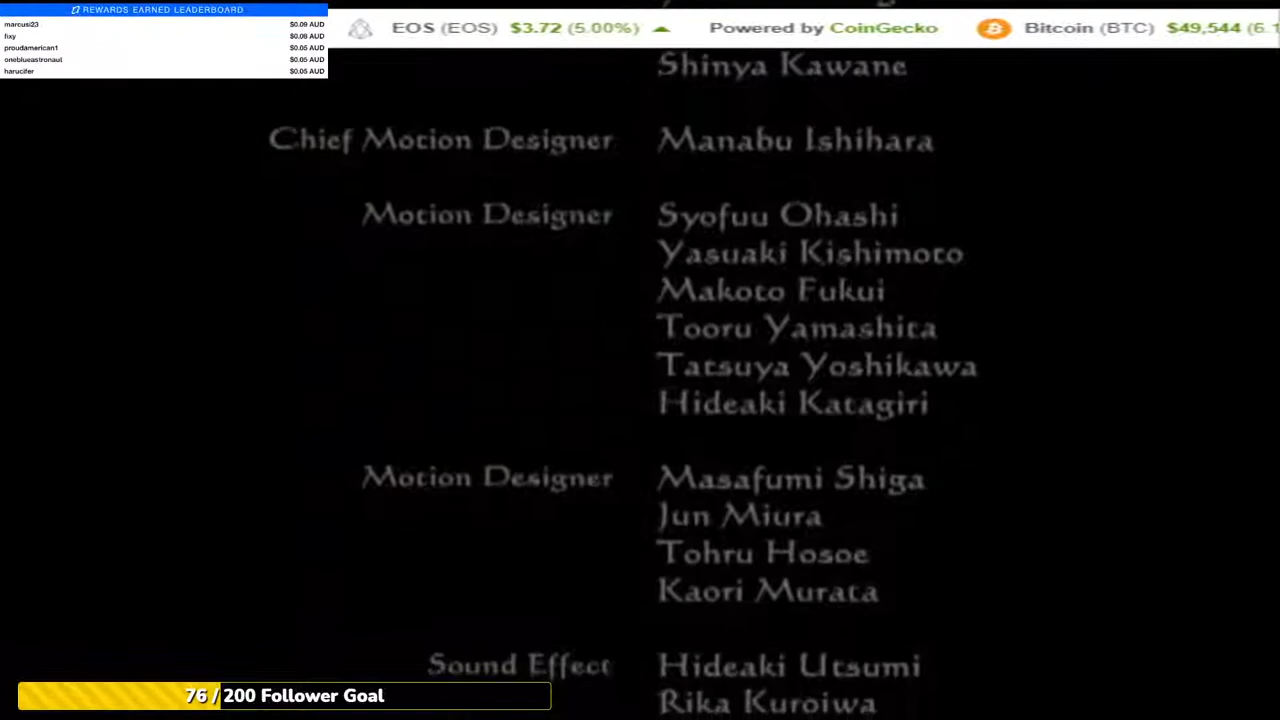 REWARDS EARNED LEADERBOARD
marcusi23 $0.09 AUD
fixy $0.08 AUD
proudamerican1 $0.05 AUD
oneblueastronaut $0.05 AUD
harucifer $0.05 AUD
EOS (EOS) $3.72 (5.00%) Powered by CoinGecko Bitcoin (BTC) $49,544 (6.1
Shinya Kawane
Chief Motion Designer Manabu Ishihara
Motion Designer Syofuu Ohashi
Yasuaki Kishimoto
Makoto Fukui
Tooru Yamashita
Tatsuya Yoshikawa
Hideaki Katagiri
Motion Designer Masafumi Shiga
Jun Miura
Tohru Hosoe
Kaori Murata
Sound Effect Hideaki Utsumi
Rika Kuroiwa
76 / 200 Follower Goal